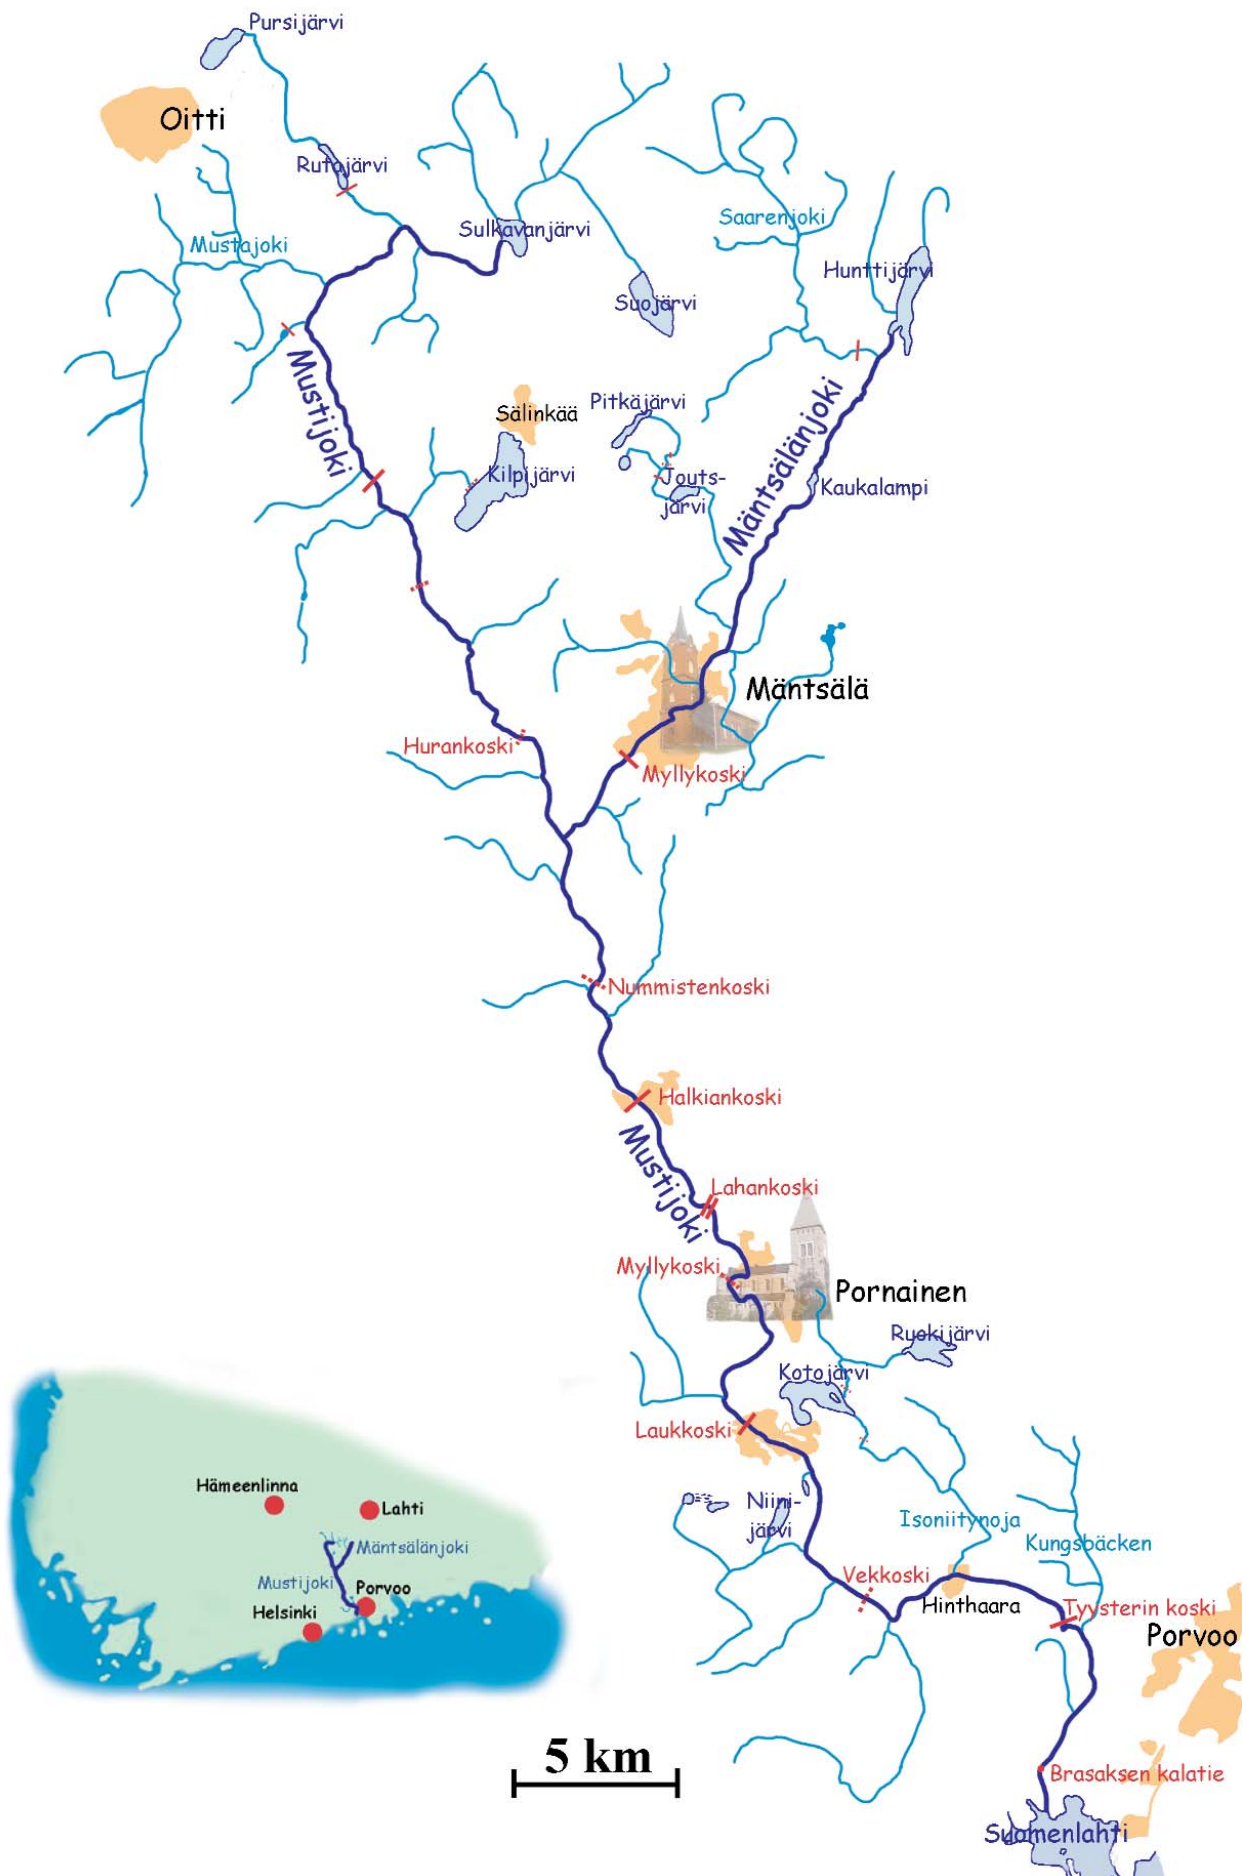 Pursijärvi
Oitti
Rutajärvi
Mustajoki
Sulkavanjärvi
Saarenjoki
Hunttijärvi
Suojärvi
Mustijoki
Sälinkää
Pitkäjärvi
Mäntsälänjoki
Kilpijärvi
Jouts-
järvi
Kaukalampi
Mäntsälä
Hurankoski
Myllykoski
Nummistenkoski
Halkiankoski
Mustijoki
Lahankoski
Myllykoski
Pornainen
Ruokijärvi
Kotojärvi
Laukkoski
Niini-
järvi
Isoniitynoja
Kungsbäcken
Vekkoski
Hinthaara
Tyysterin koski
Porvoo
Brasaksen kalatie
Suomenlahti
Hämeenlinna
Lahti
Mäntsälänjoki
Mustijoki
Porvoo
Helsinki
5 km